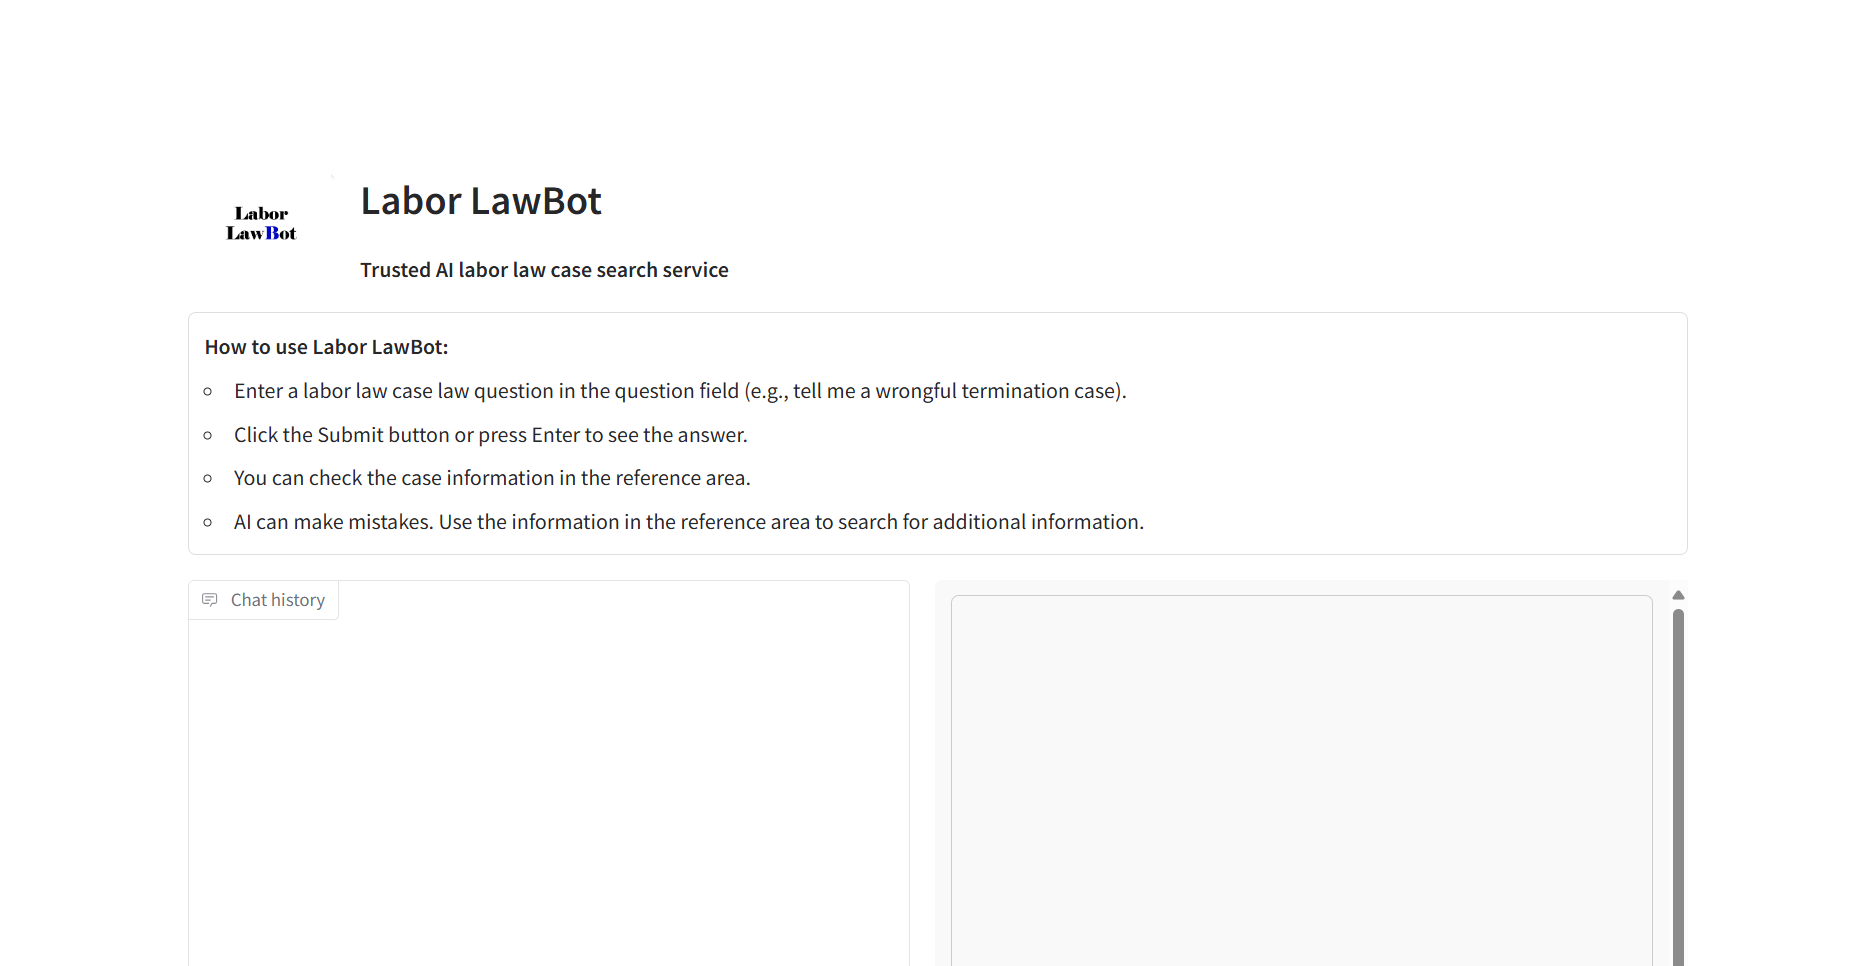 Labor
LawBot
Labor LawBot
Trusted AI labor law case search service
How to use Labor LawBot:
Enter a labor law case law question in the question field (e.g., tell me a wrongful termination case).
Click the Submit button or press Enter to see the answer.
You can check the case information in the reference area.
AI can make mistakes. Use the information in the reference area to search for additional information.
Chat history